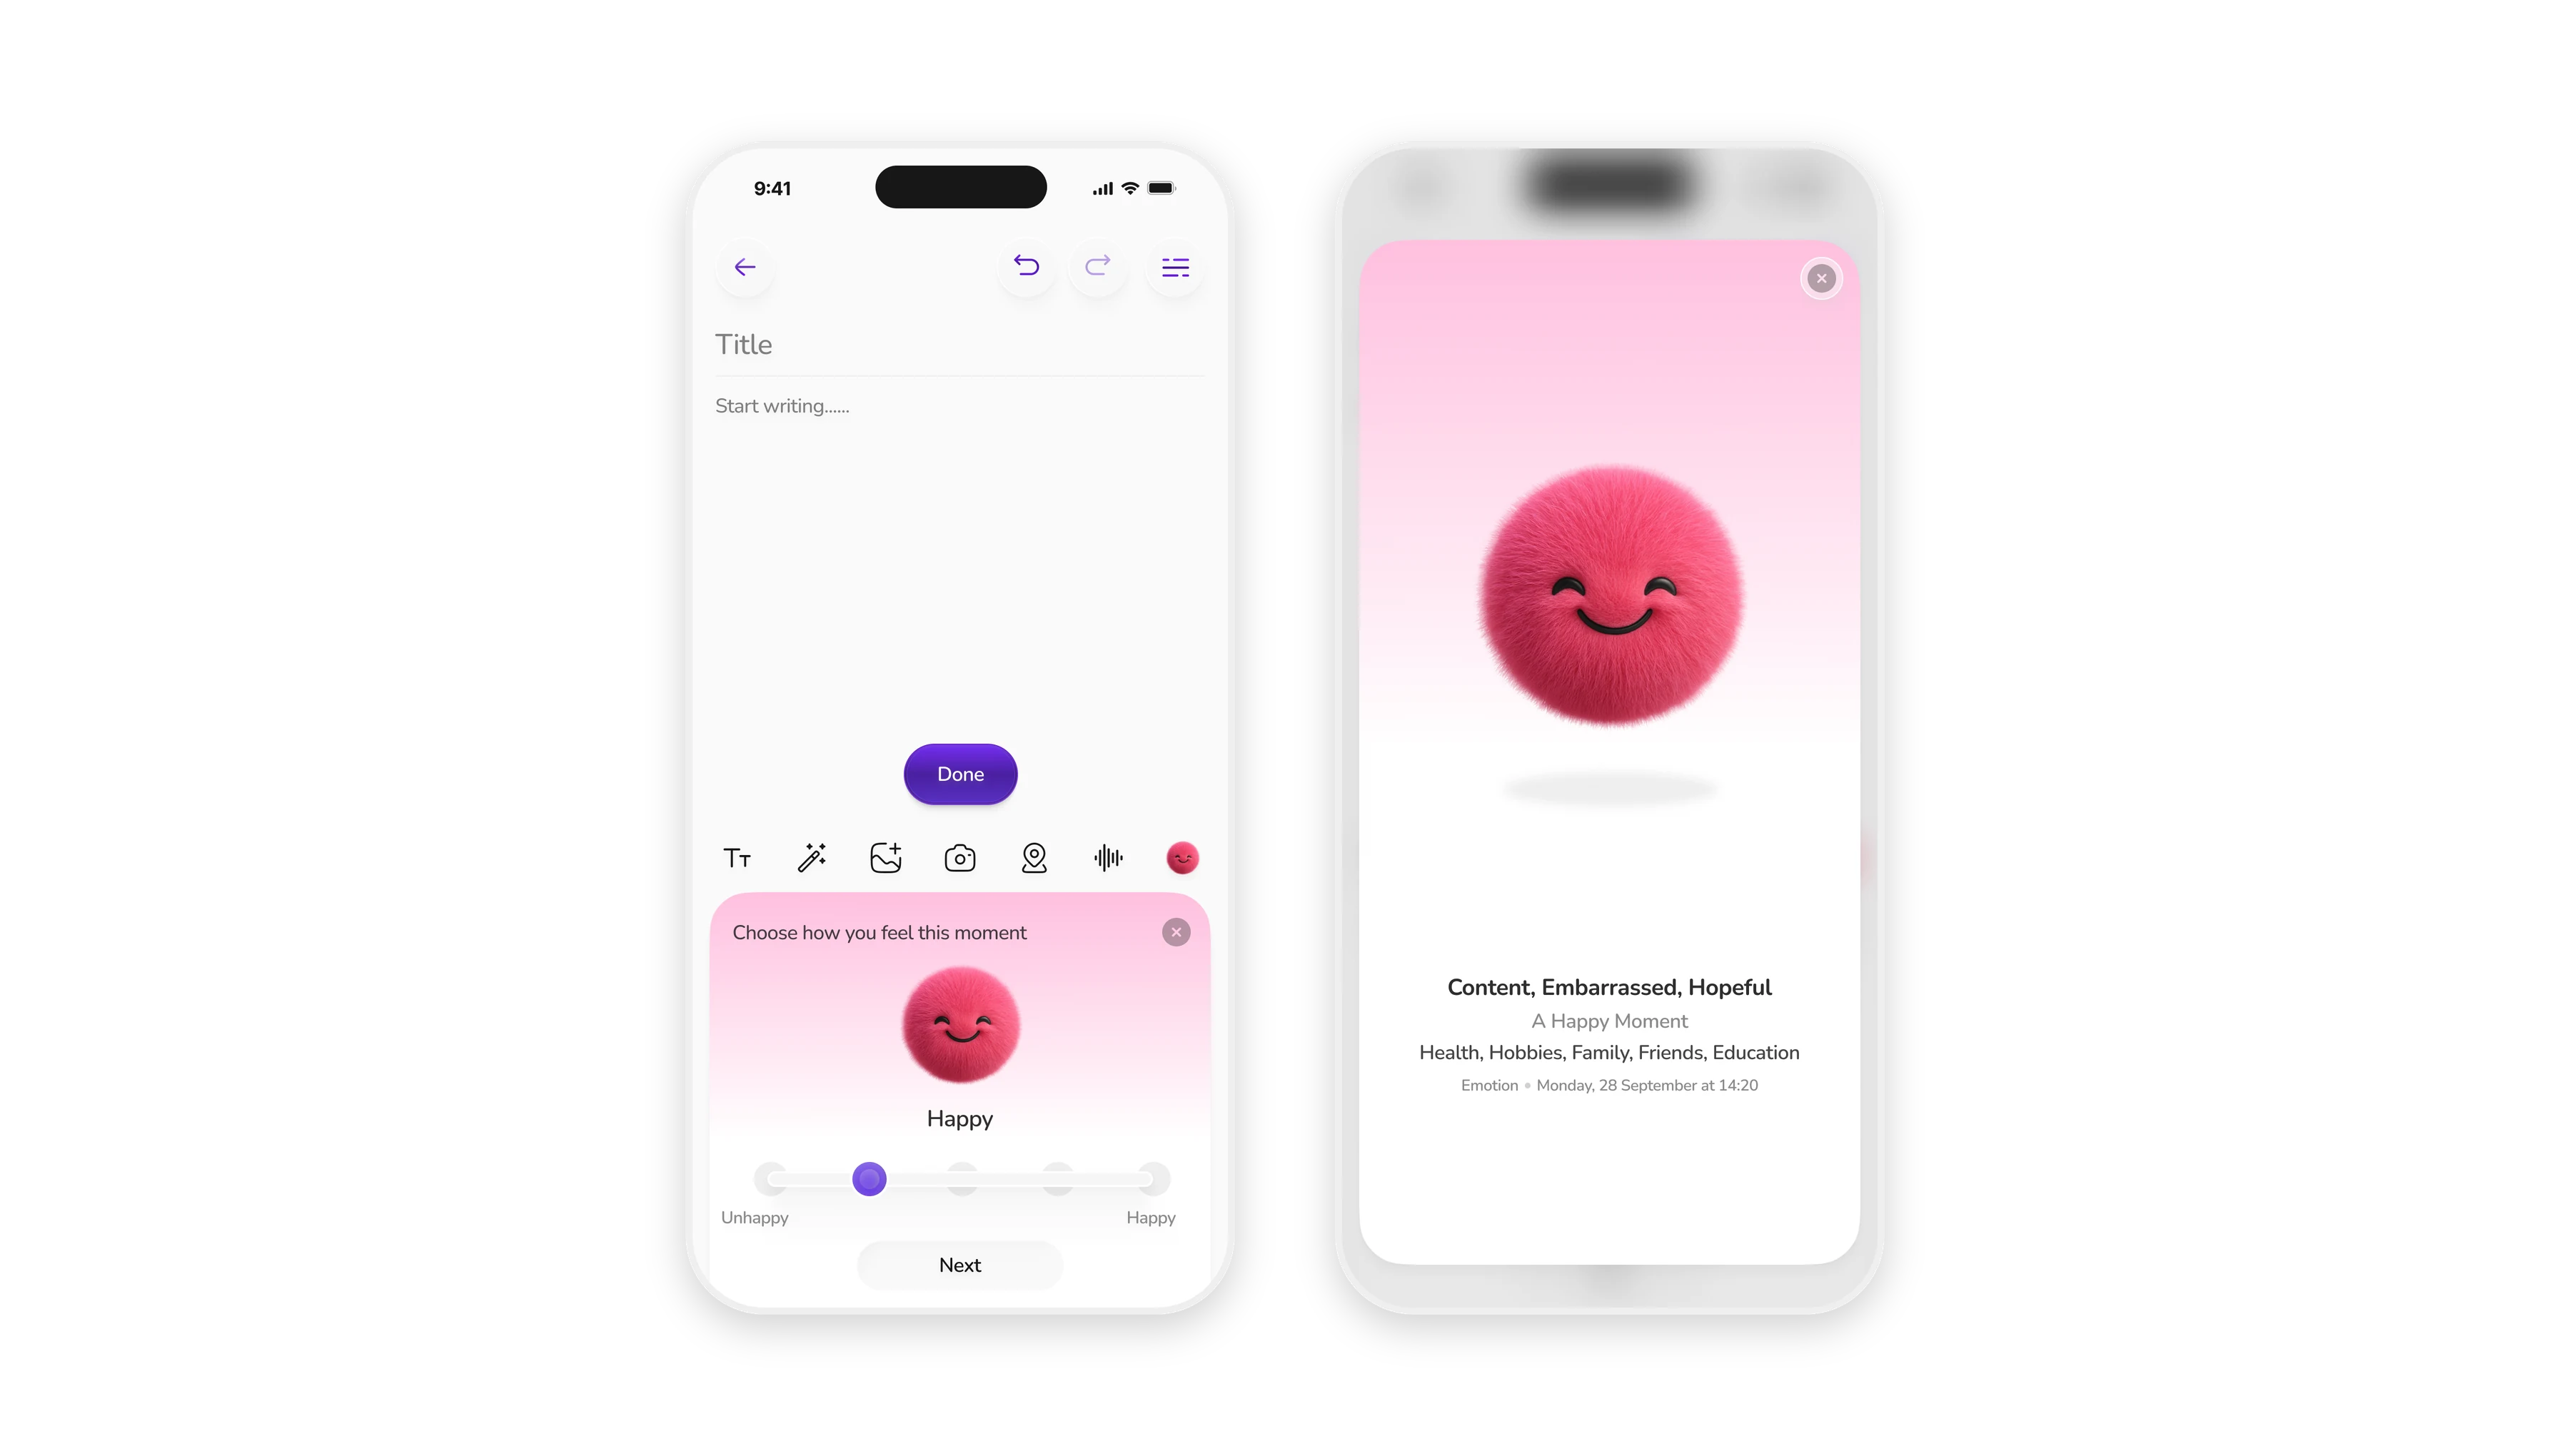 9:41
Title
Start writing......
Done
Tт
Choose how you feel this moment
Happy
Unhappy
Happy
Next
Content, Embarrassed, Hopeful
A Happy Moment
Health, Hobbies, Family, Friends, Education
Emotion • Monday, 28 September at 14:20